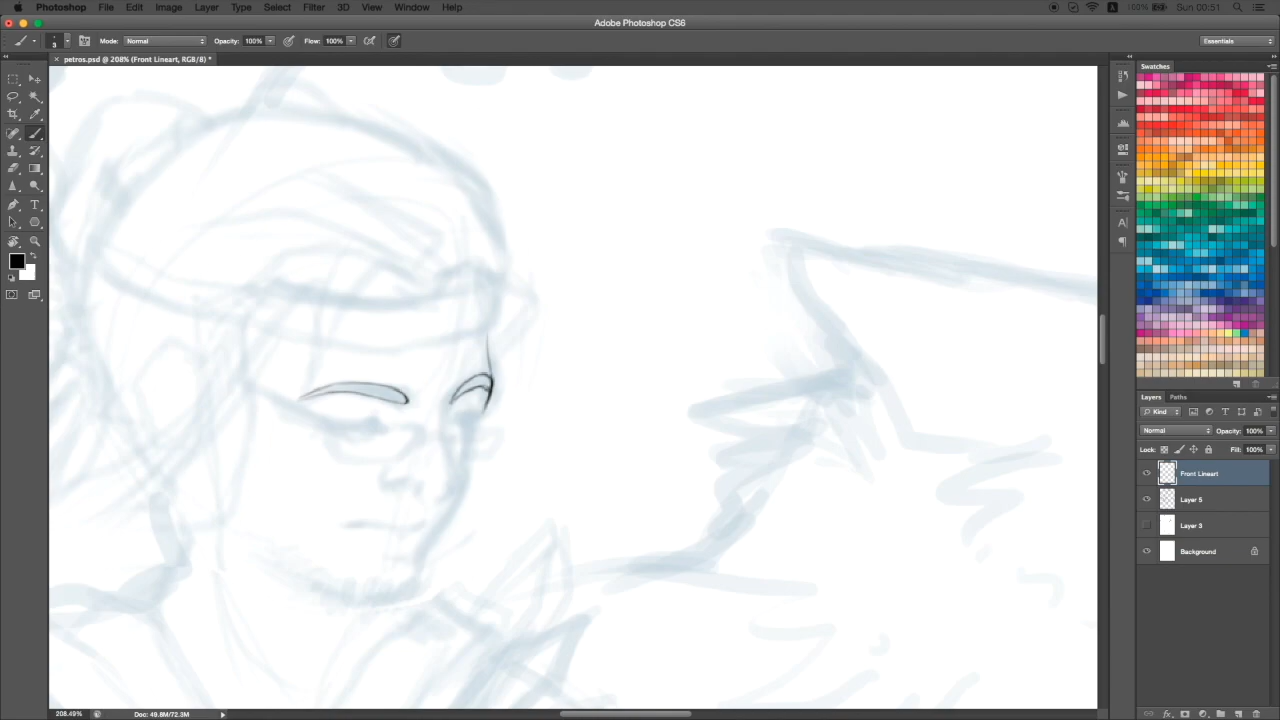 Photoshop File Edit Image Layer Type Select Filter 3D View Window Help 100% Sun 00:51
Adobe Photoshop CS6
3 Mode: Normal Opacity: 100% Flow: 100% Essentials
petros.psd @ 208% (Front Lineart, RGB/8) *
Swatches
Layers Paths
Kind
Normal Opacity: 100%
Lock: Fill: 100%
Front Lineart
Layer 5
Layer 3
Background
208.49% Doc: 49.8M/72.3M